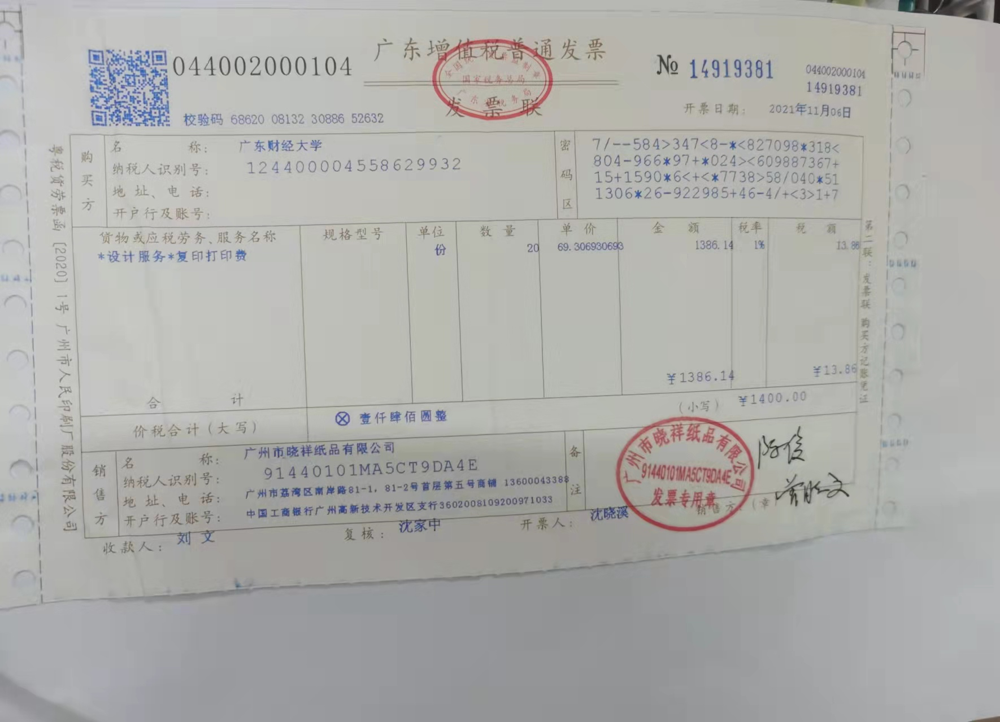 广东增值税普通发票
044002000104
№ 14919381
044002000104
14919381
全国统一发票监制章
国家税务总局
广东省税务局
发票联
校验码 68620 08132 30886 52632
开票日期: 2021年11月06日
购买方
名称: 广东财经大学
纳税人识别号: 124400004558629932
地址、电话:
开户行及账号:
密码区
7/--584>347<8-*<827098*318<
804-966*97+*024><609887367+
15+1590*6<+<*7738>58/040*51
1306*26-922985+46-4/+<3>1+7
货物或应税劳务、服务名称 规格型号 单位 数量 单价 金额 税率 税额
*设计服务*复印打印费 份 20 69.306930693 1386.14 1% 13.86
合计 ¥1386.14 ¥13.86
价税合计(大写) ⊗ 壹仟肆佰圆整 (小写) ¥1400.00
销售方
名称: 广州市晓祥纸品有限公司
纳税人识别号: 91440101MA5CT9DA4E
地址、电话: 广州市荔湾区南岸路81-1, 81-2号首层第五号商铺 13600043388
开户行及账号: 中国工商银行广州高新技术开发区支行3602008109200971033
备注
广州市晓祥纸品有限公司
91440101MA5CT9DA4E
发票专用章
收款人: 刘文 复核: 沈家中 开票人: 沈晓溪 销售方:(章)
粤税货劳票函[2020]1号 广州市人民印刷厂股份有限公司
第二联:发票联 购买方记账凭证